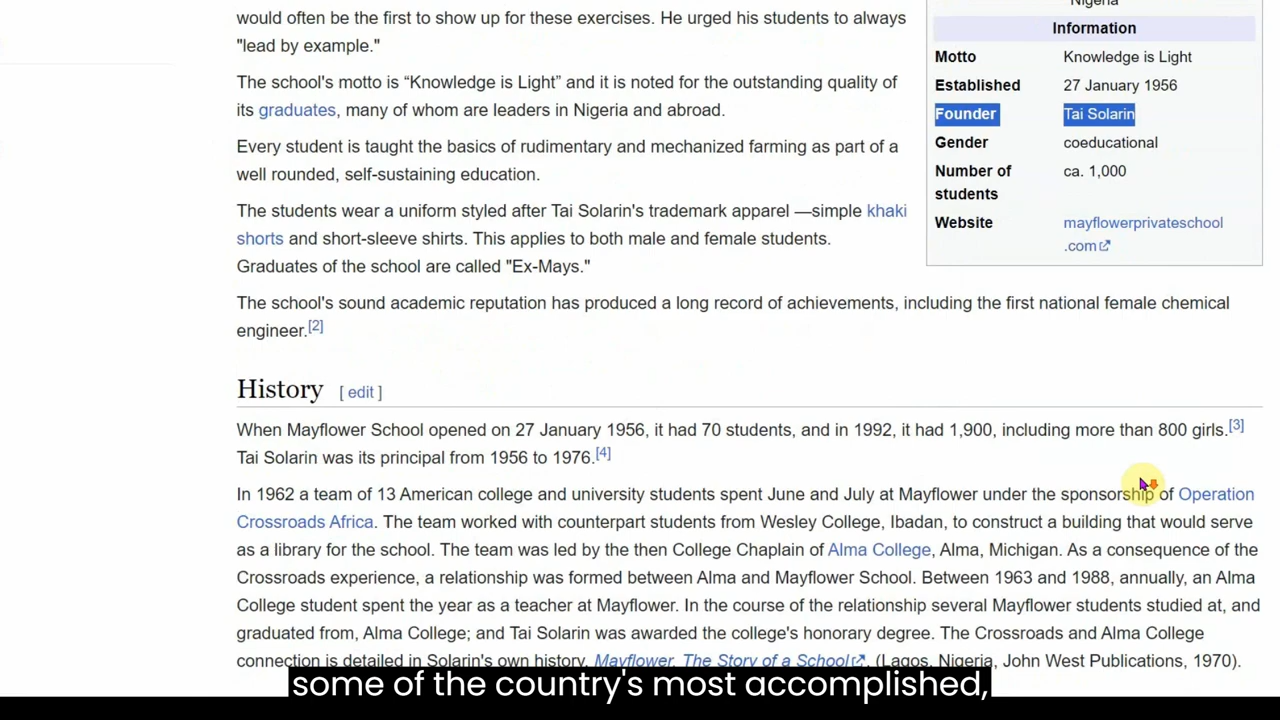 would often be the first to show up for these exercises. He urged his students to always
"lead by example."
The school's motto is “Knowledge is Light” and it is noted for the outstanding quality of
its graduates, many of whom are leaders in Nigeria and abroad.
Every student is taught the basics of rudimentary and mechanized farming as part of a
well rounded, self-sustaining education.
The students wear a uniform styled after Tai Solarin's trademark apparel —simple khaki
shorts and short-sleeve shirts. This applies to both male and female students.
Graduates of the school are called "Ex-Mays."
Nigeria
Information
Motto Knowledge is Light
Established 27 January 1956
Founder Tai Solarin
Gender coeducational
Number of ca. 1,000
students
Website mayflowerprivateschool
.com
The school's sound academic reputation has produced a long record of achievements, including the first national female chemical
engineer.[2]
History [ edit ]
When Mayflower School opened on 27 January 1956, it had 70 students, and in 1992, it had 1,900, including more than 800 girls.[3]
Tai Solarin was its principal from 1956 to 1976.[4]
In 1962 a team of 13 American college and university students spent June and July at Mayflower under the sponsorship of Operation
Crossroads Africa. The team worked with counterpart students from Wesley College, Ibadan, to construct a building that would serve
as a library for the school. The team was led by the then College Chaplain of Alma College, Alma, Michigan. As a consequence of the
Crossroads experience, a relationship was formed between Alma and Mayflower School. Between 1963 and 1988, annually, an Alma
College student spent the year as a teacher at Mayflower. In the course of the relationship several Mayflower students studied at, and
graduated from, Alma College; and Tai Solarin was awarded the college's honorary degree. The Crossroads and Alma College
connection is detailed in Solarin's own history, Mayflower, The Story of a School, (Lagos, Nigeria, John West Publications, 1970).
some of the country's most accomplished,